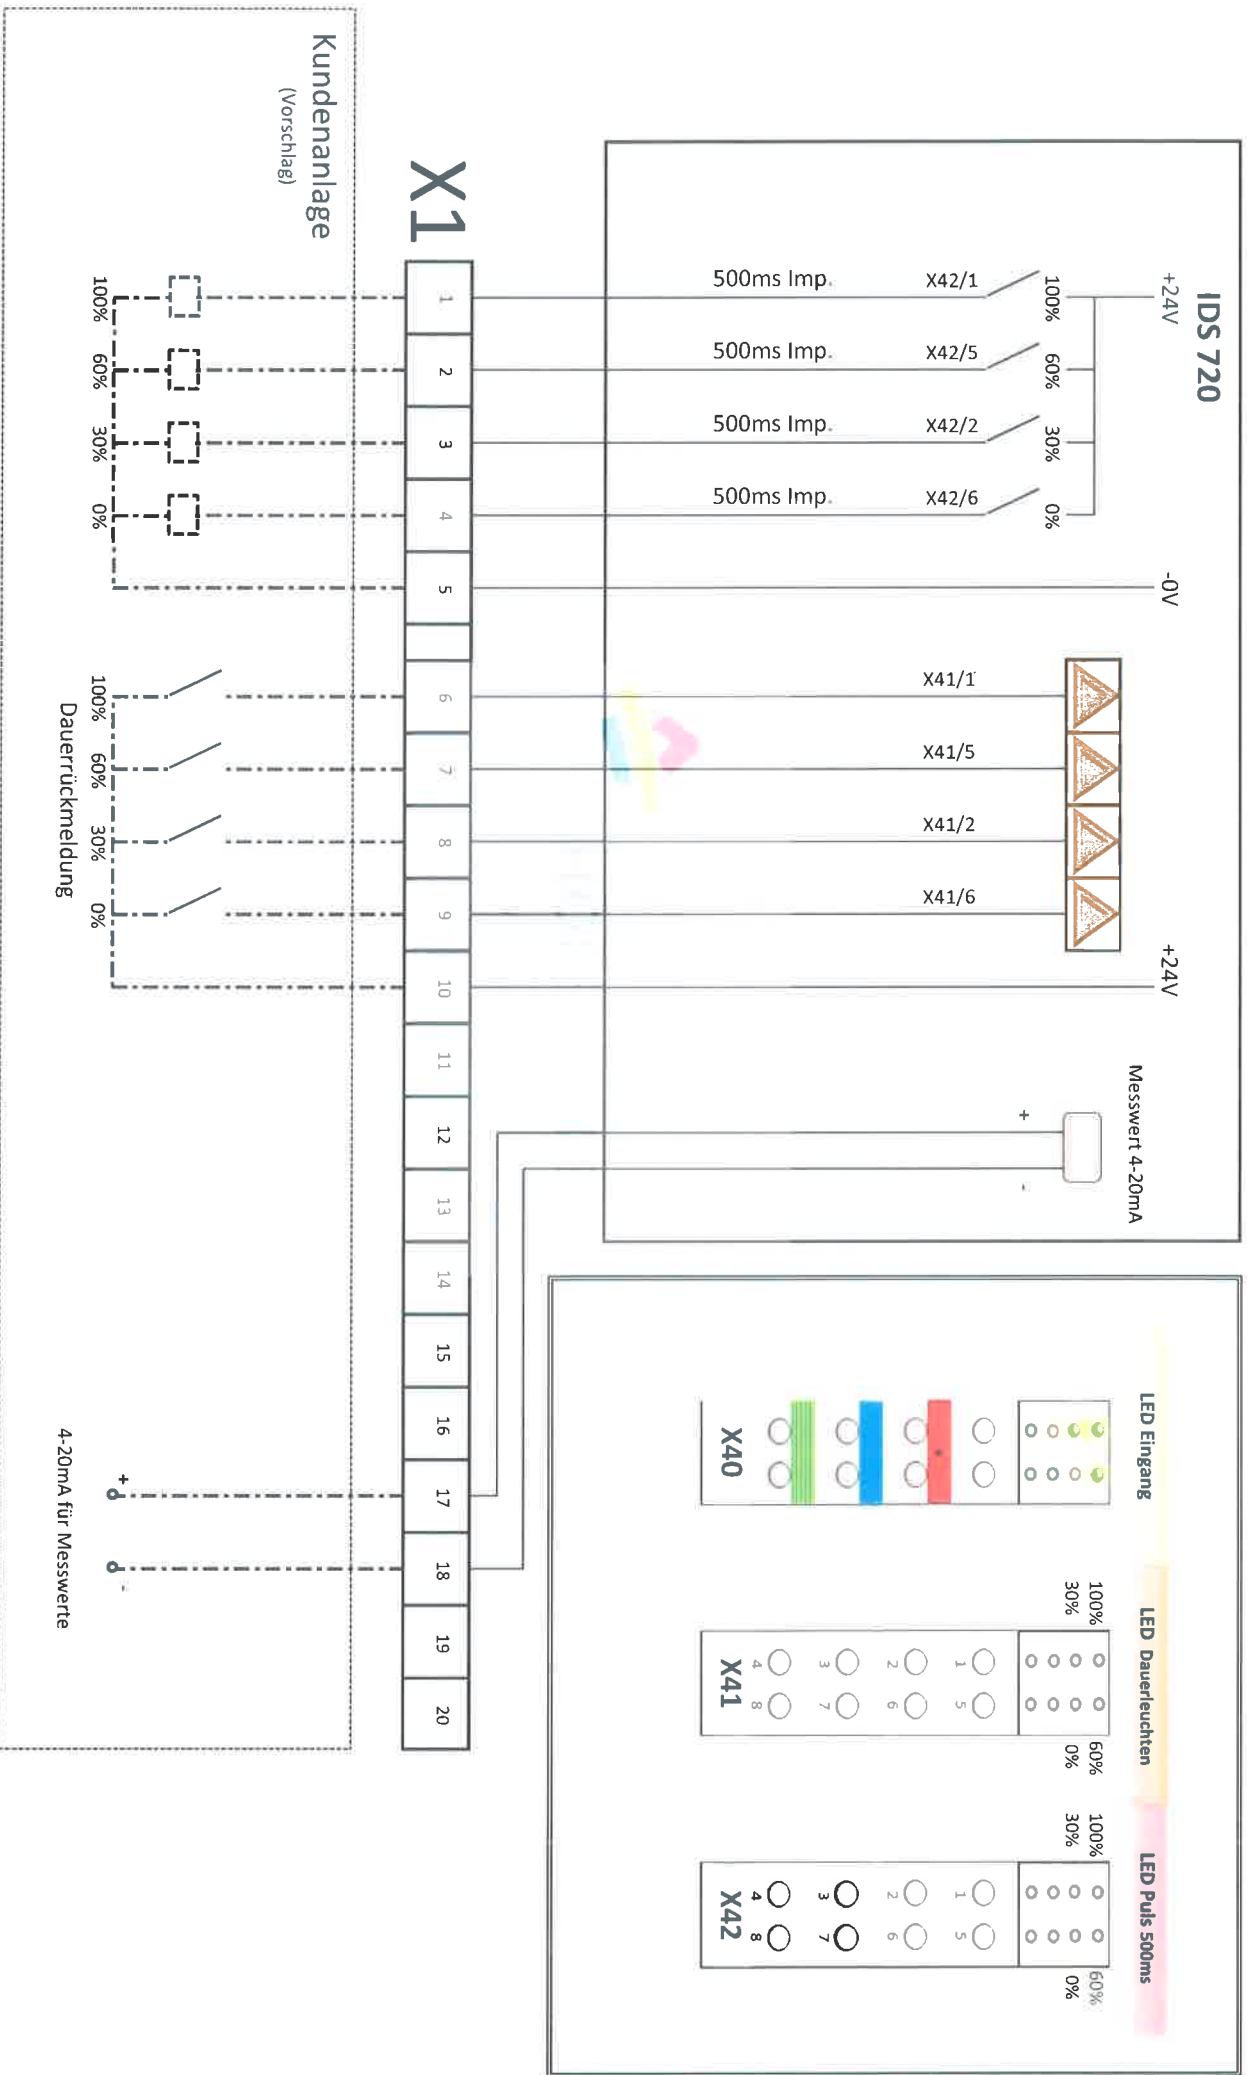 IDS 720
+24V
-0V
+24V
Messwert 4-20mA
100%
60%
30%
0%
+
-
X42/1
X42/5
X42/2
X42/6
X41/1
X41/5
X41/2
X41/6
500ms Imp.
500ms Imp.
500ms Imp.
500ms Imp.
X1
1
2
3
4
5
6
7
8
9
10
11
12
13
14
15
16
17
18
19
20
Kundenanlage
(Vorschlag)
100%
60%
30%
0%
100%
60%
30%
0%
Dauerrückmeldung
+
-
4-20mA für Messwerte
LED Eingang
LED Dauerleuchten
LED Puls 500ms
X40
100%
30%
60%
0%
1
5
2
6
3
7
4
8
X41
100%
30%
60%
0%
1
5
2
6
3
7
4
8
X42